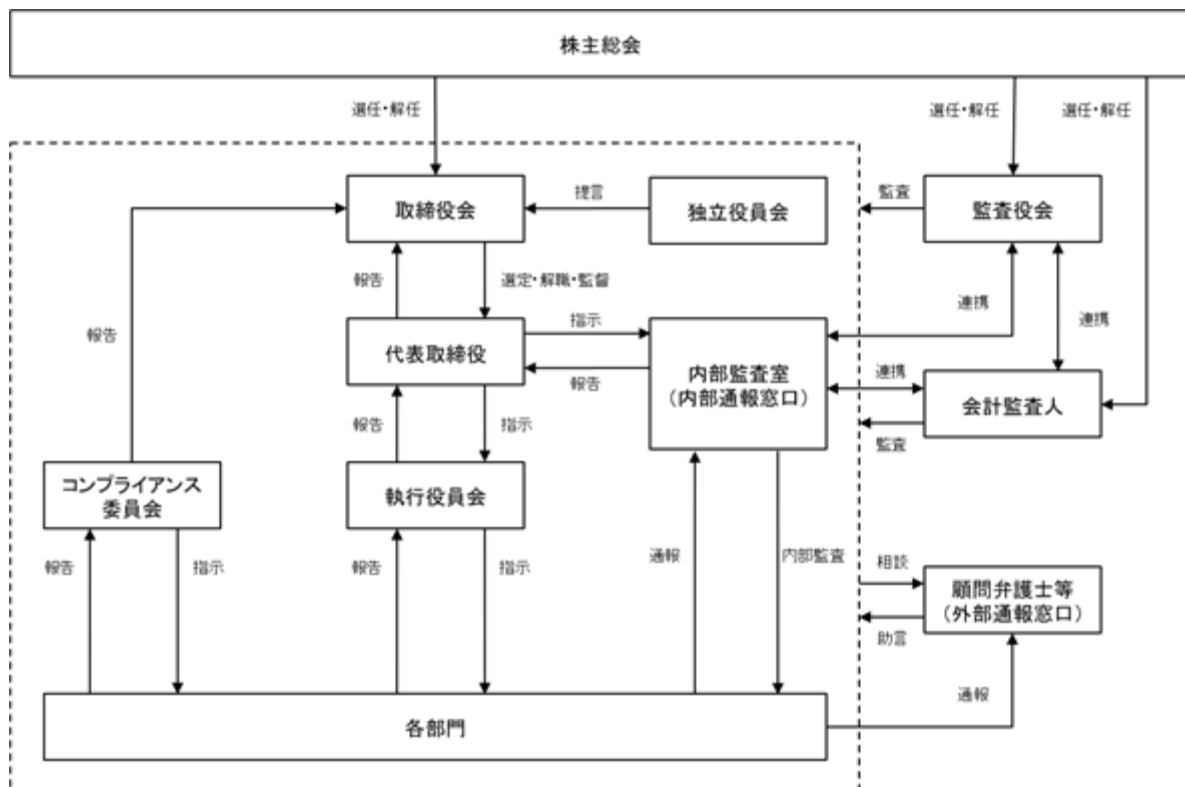 株主総会
選任・解任
選任・解任
選任・解任
取締役会
提言
独立役員会
監査
監査役会
報告
選定・解職・監督
連携
連携
報告
指示
代表取締役
報告
内部監査室
（内部通報窓口）
連携
会計監査人
監査
報告
指示
コンプライアンス
委員会
執行役員会
報告
指示
報告
指示
通報
内部監査
相談
顧問弁護士等
（外部通報窓口）
助言
通報
各部門